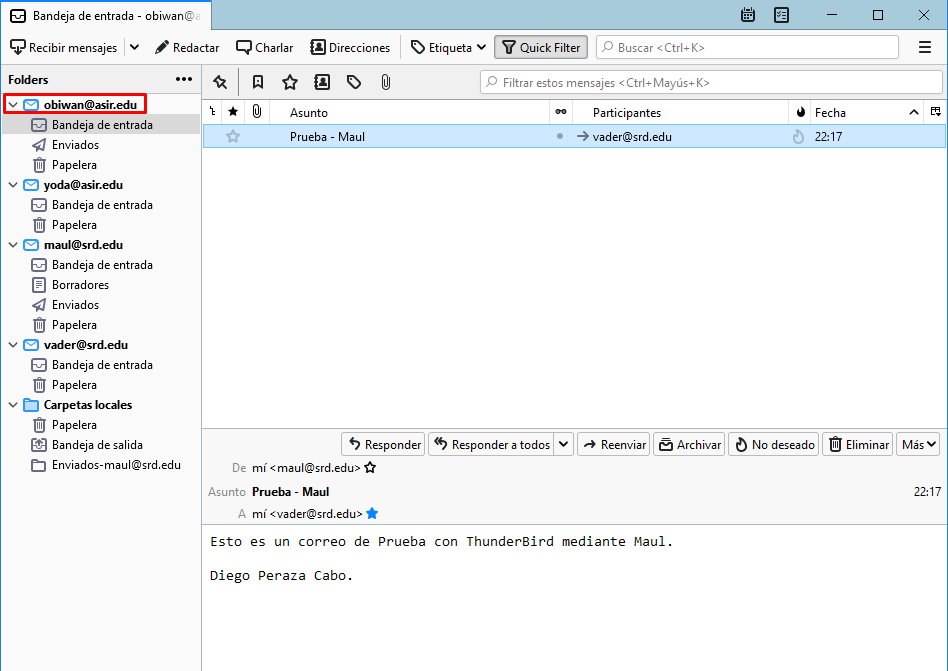 Bandeja de entrada - obiwan@a
Recibir mensajes Redactar Charlar Direcciones Etiqueta Quick Filter Buscar <Ctrl+K>
Folders
obiwan@asir.edu
Bandeja de entrada
Enviados
Papelera
yoda@asir.edu
Bandeja de entrada
Papelera
maul@srd.edu
Bandeja de entrada
Borradores
Enviados
Papelera
vader@srd.edu
Bandeja de entrada
Papelera
Carpetas locales
Papelera
Bandeja de salida
Enviados-maul@srd.edu
Filtrar estos mensajes <Ctrl+Mayús+K>
Asunto Participantes Fecha
Prueba - Maul vader@srd.edu 22:17
Responder Responder a todos Reenviar Archivar No deseado Eliminar Más
De mí <maul@srd.edu>
Asunto Prueba - Maul 22:17
A mí <vader@srd.edu>
Esto es un correo de Prueba con ThunderBird mediante Maul.
Diego Peraza Cabo.